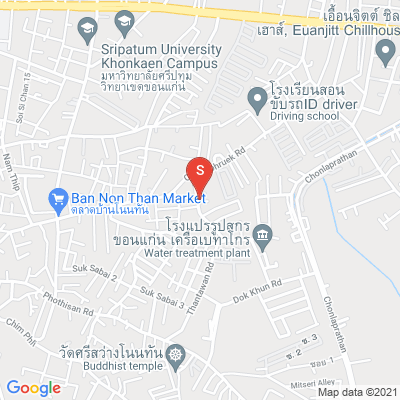 เอื้อนจิตต์ ชิล
เฮาส์, Euanjitt Chillhous
Sripatum University
Khonkaen Campus
มหาวิทยาลัยศรีปทุม
วิทยาเขตขอนแก่น
Soi Si Chan 15
โรงเรียนสอน
ขับรถID driver
Driving school
hruek Rd
Chonlaprathan
Nam Thip
S
Ban Non Than Market
ตลาดบ้านโนนทัน
โรงแปรรูปสุกร
ขอนแก่น เครือเบทาโกร
Water treatment plant
Suk Sabai 2
Thantawan Rd
Suk Sabai 3
Dok Khun Rd
Phothisan Rd
Chim Phli
Chonlaprathan
ซ. 2
ซ. 3
วัดศรีสว่างโนนทัน
Buddhist temple
ซอย 1
Mitseri Alley
Google
Map data ©2021